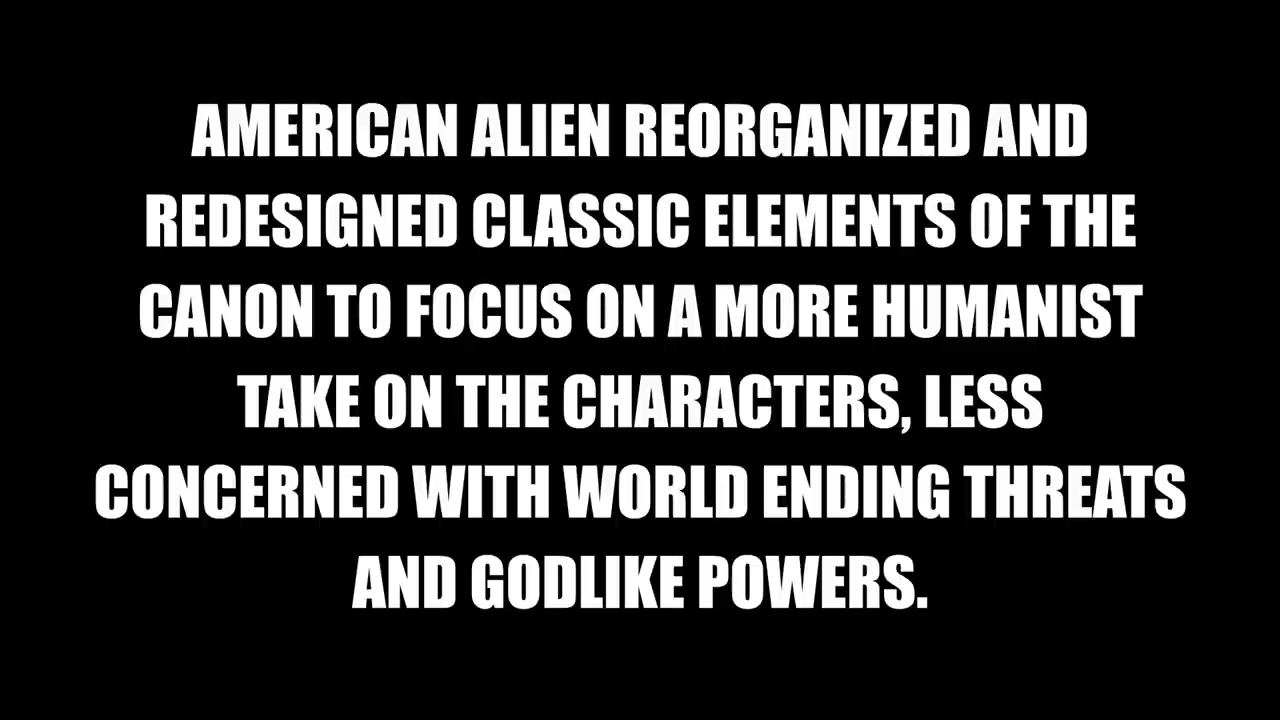 AMERICAN ALIEN REORGANIZED AND
REDESIGNED CLASSIC ELEMENTS OF THE
CANON TO FOCUS ON A MORE HUMANIST
TAKE ON THE CHARACTERS, LESS
CONCERNED WITH WORLD ENDING THREATS
AND GODLIKE POWERS.